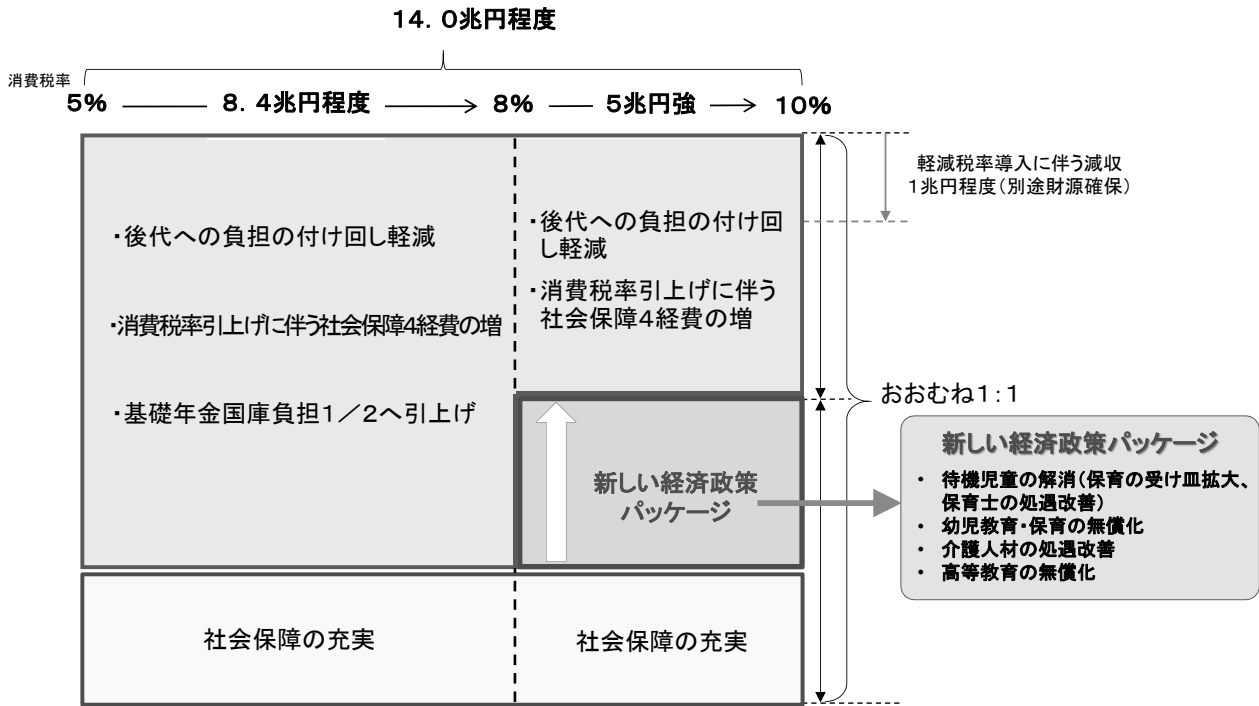 14.0兆円程度
消費税率
5% 8.4兆円程度 8% 5兆円強 10%
軽減税率導入に伴う減収
1兆円程度(別途財源確保)
・後代への負担の付け回し軽減
・消費税率引上げに伴う社会保障4経費の増
・基礎年金国庫負担1/2へ引上げ
・後代への負担の付け回
し軽減
・消費税率引上げに伴う
社会保障4経費の増
おおむね1:1
新しい経済政策
パッケージ
新しい経済政策パッケージ
・ 待機児童の解消(保育の受け皿拡大、
保育士の処遇改善)
・ 幼児教育・保育の無償化
・ 介護人材の処遇改善
・ 高等教育の無償化
社会保障の充実
社会保障の充実